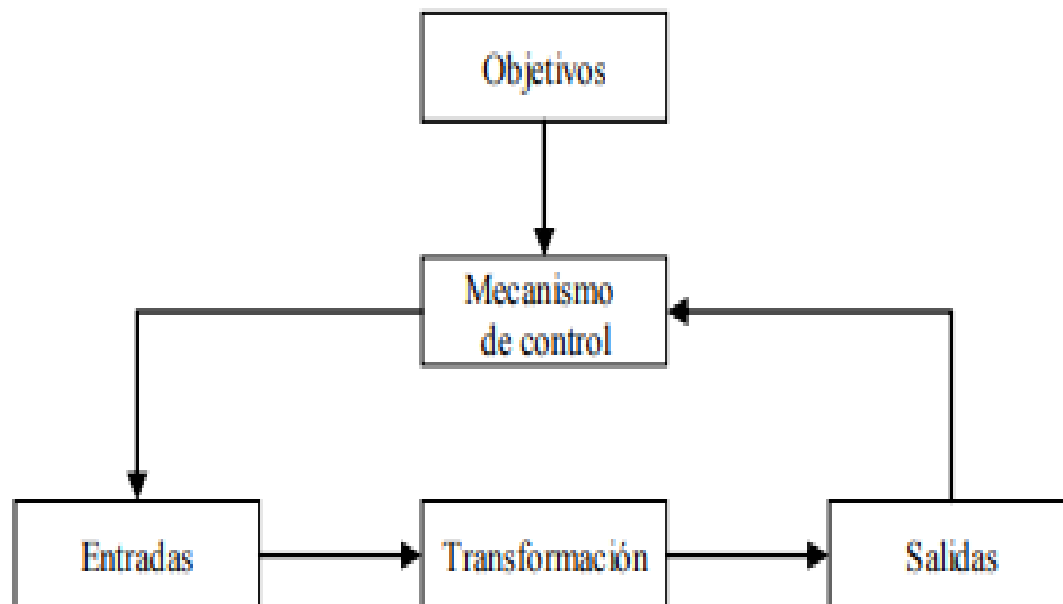 Objetivos
Mecanismo
de control
Entradas
Transformación
Salidas